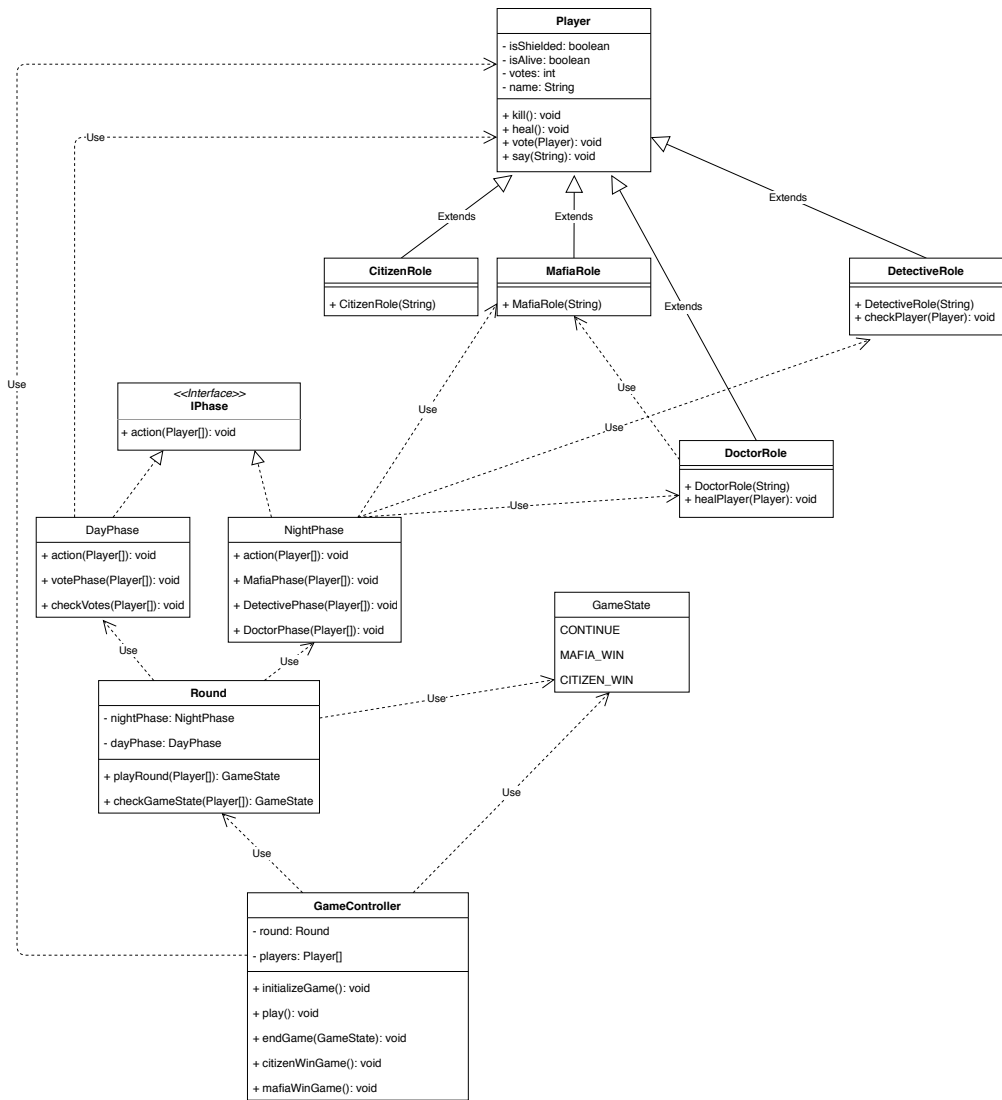 Player
- isShielded: boolean
- isAlive: boolean
- votes: int
- name: String
+ kill(): void
+ heal(): void
+ vote(Player): void
+ say(String): void
Use
Extends
Extends
Extends
Extends
CitizenRole
+ CitizenRole(String)
MafiaRole
+ MafiaRole(String)
DetectiveRole
+ DetectiveRole(String)
+ checkPlayer(Player): void
Use
<<Interface>>
IPhase
+ action(Player[]): void
Use
Use
Use
DoctorRole
+ DoctorRole(String)
+ healPlayer(Player): void
Use
DayPhase
+ action(Player[]): void
+ votePhase(Player[]): void
+ checkVotes(Player[]): void
NightPhase
+ action(Player[]): void
+ MafiaPhase(Player[]): void
+ DetectivePhase(Player[]): void
+ DoctorPhase(Player[]): void
GameState
CONTINUE
MAFIA_WIN
CITIZEN_WIN
Use
Use
Use
Round
- nightPhase: NightPhase
- dayPhase: DayPhase
+ playRound(Player[]): GameState
+ checkGameState(Player[]): GameState
Use
Use
GameController
- round: Round
- players: Player[]
+ initializeGame(): void
+ play(): void
+ endGame(GameState): void
+ citizenWinGame(): void
+ mafiaWinGame(): void